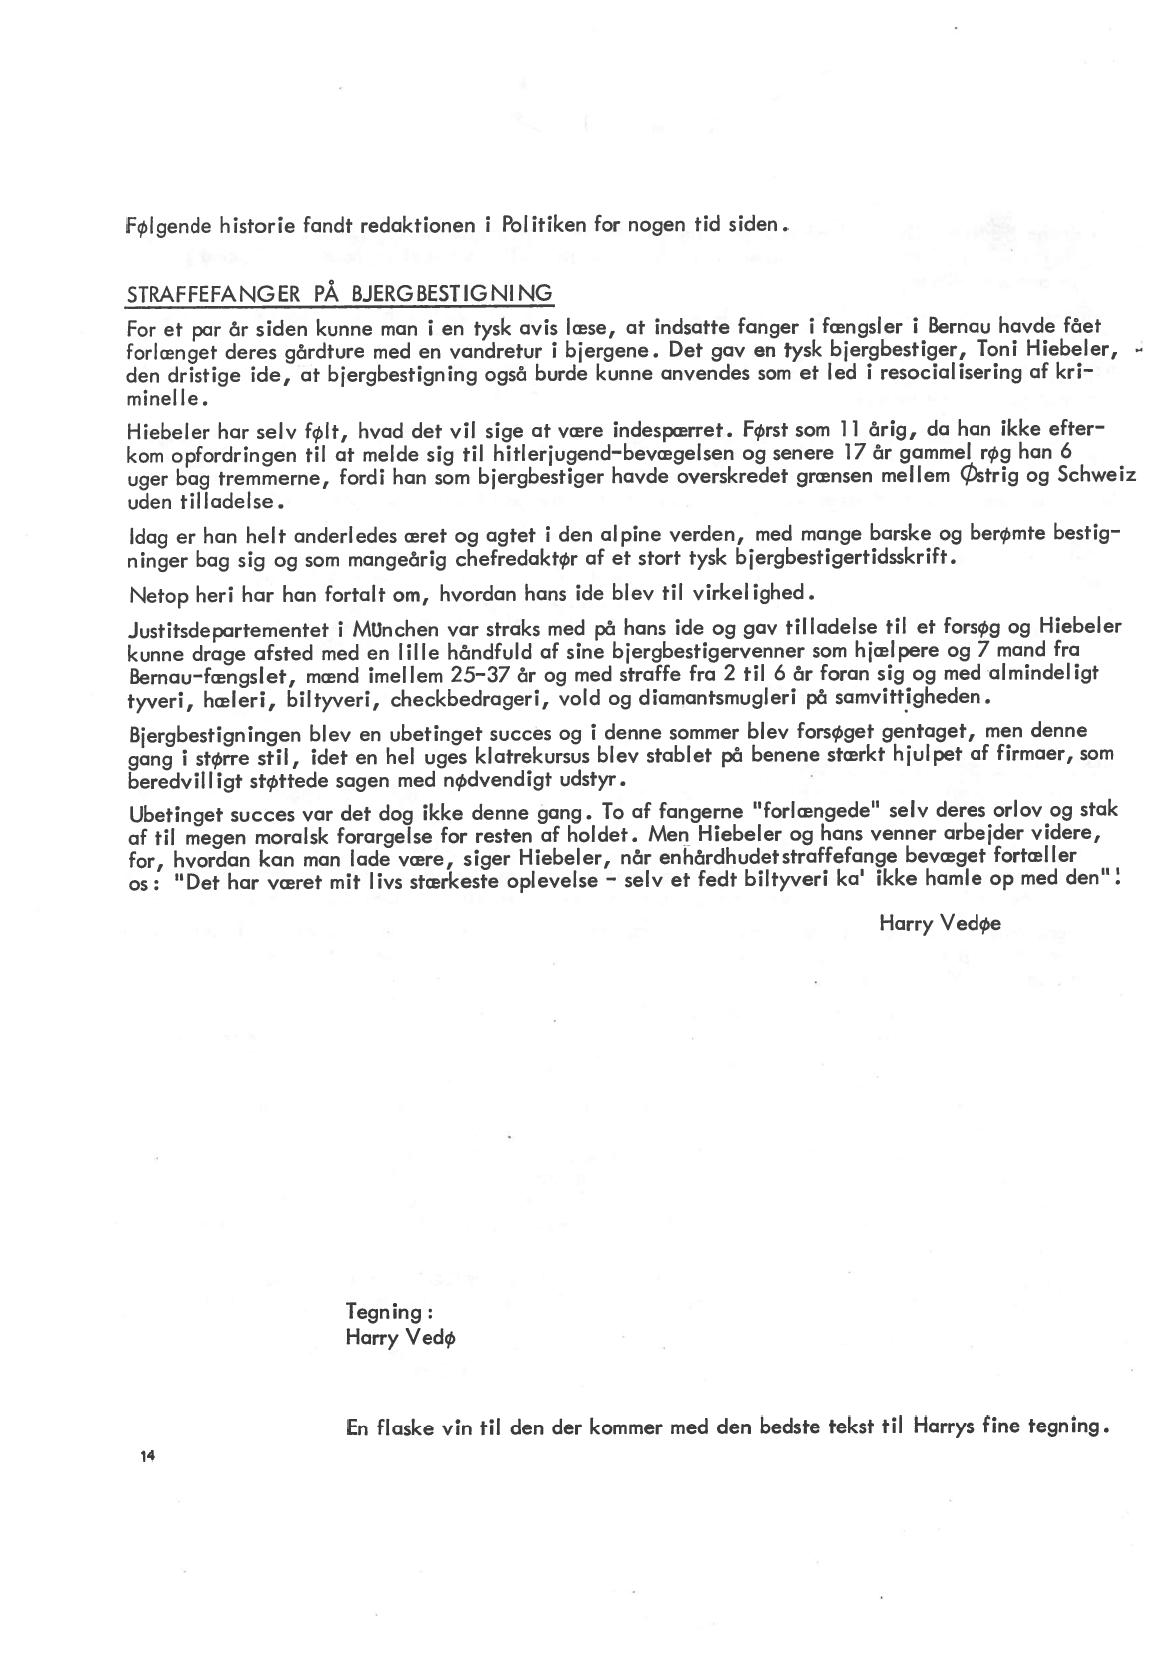 Følgende historie fandt redaktionen i Politiken for nogen tid siden.
STRAFFEFANGER PÅ BJERGBESTIGNING
For et par år siden kunne man i en tysk avis læse, at indsatte fanger i fængsler i Bernau havde fået
forlænget deres gårdture med en vandretur i bjergene. Det gav en tysk bjergbestiger, Toni Hiebeler,
den dristige ide, at bjergbestigning også burde kunne anvendes som et led i resocialisering af kri-
minelle.
Hiebeler har selv følt, hvad det vil sige at være indespærret. Først som 11 årig, da han ikke efter-
kom opfordringen til at melde sig til hitlerjugend-bevægelsen og senere 17 år gammel røg han 6
uger bag tremmerne, fordi han som bjergbestiger havde overskredet grænsen mellem Østrig og Schweiz
uden tilladelse.
Idag er han helt anderledes æret og agtet i den alpine verden, med mange barske og berømte bestig-
ninger bag sig og som mangeårig chefredaktør af et stort tysk bjergbestigertidsskrift.
Netop heri har han fortalt om, hvordan hans ide blev til virkelighed.
Justitsdepartementet i München var straks med på hans ide og gav tilladelse til et forsøg og Hiebeler
kunne drage afsted med en lille håndfuld af sine bjergbestigervenner som hjælpere og 7 mand fra
Bernau-fængslet, mænd imellem 25-37 år og med straffe fra 2 til 6 år foran sig og med almindeligt
tyveri, hæleri, biltyveri, checkbedrageri, vold og diamantsmugleri på samvittigheden.
Bjergbestigningen blev en ubetinget succes og i denne sommer blev forsøget gentaget, men denne
gang i større stil, idet en hel uges klatrekursus blev stablet på benene stærkt hjulpet af firmaer, som
beredvilligt støttede sagen med nødvendigt udstyr.
Ubetinget succes var det dog ikke denne gang. To af fangerne "forlængede" selv deres orlov og stak
af til megen moralsk forargelse for resten af holdet. Men Hiebeler og hans venner arbejder videre,
for, hvordan kan man lade være, siger Hiebeler, når enhårdhudetstraffefange bevæget fortæller
os: "Det har været mit livs stærkeste oplevelse - selv et fedt biltyveri ka' ikke hamle op med den"!
Harry Vedøe
Tegning:
Harry Vedø
En flaske vin til den der kommer med den bedste tekst til Harrys fine tegning.
14